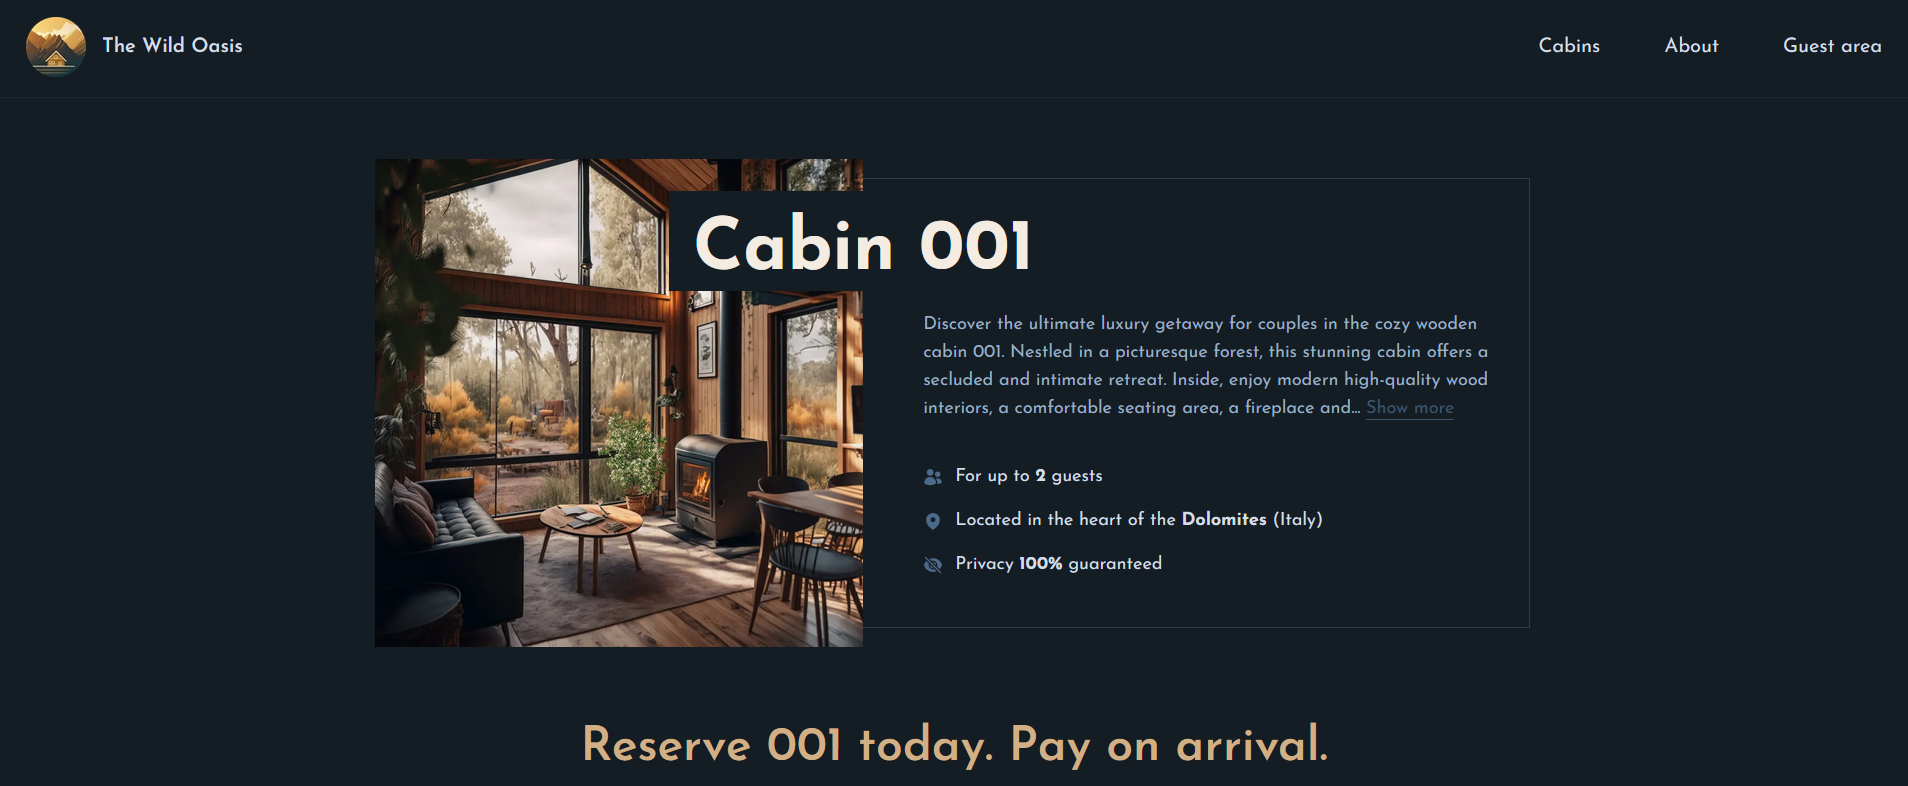 The Wild Oasis
Cabins
About
Guest area
Cabin 001
Discover the ultimate luxury getaway for couples in the cozy wooden
cabin 001. Nestled in a picturesque forest, this stunning cabin offers a
secluded and intimate retreat. Inside, enjoy modern high-quality wood
interiors, a comfortable seating area, a fireplace and... Show more
For up to 2 guests
Located in the heart of the Dolomites (Italy)
Privacy 100% guaranteed
Reserve 001 today. Pay on arrival.